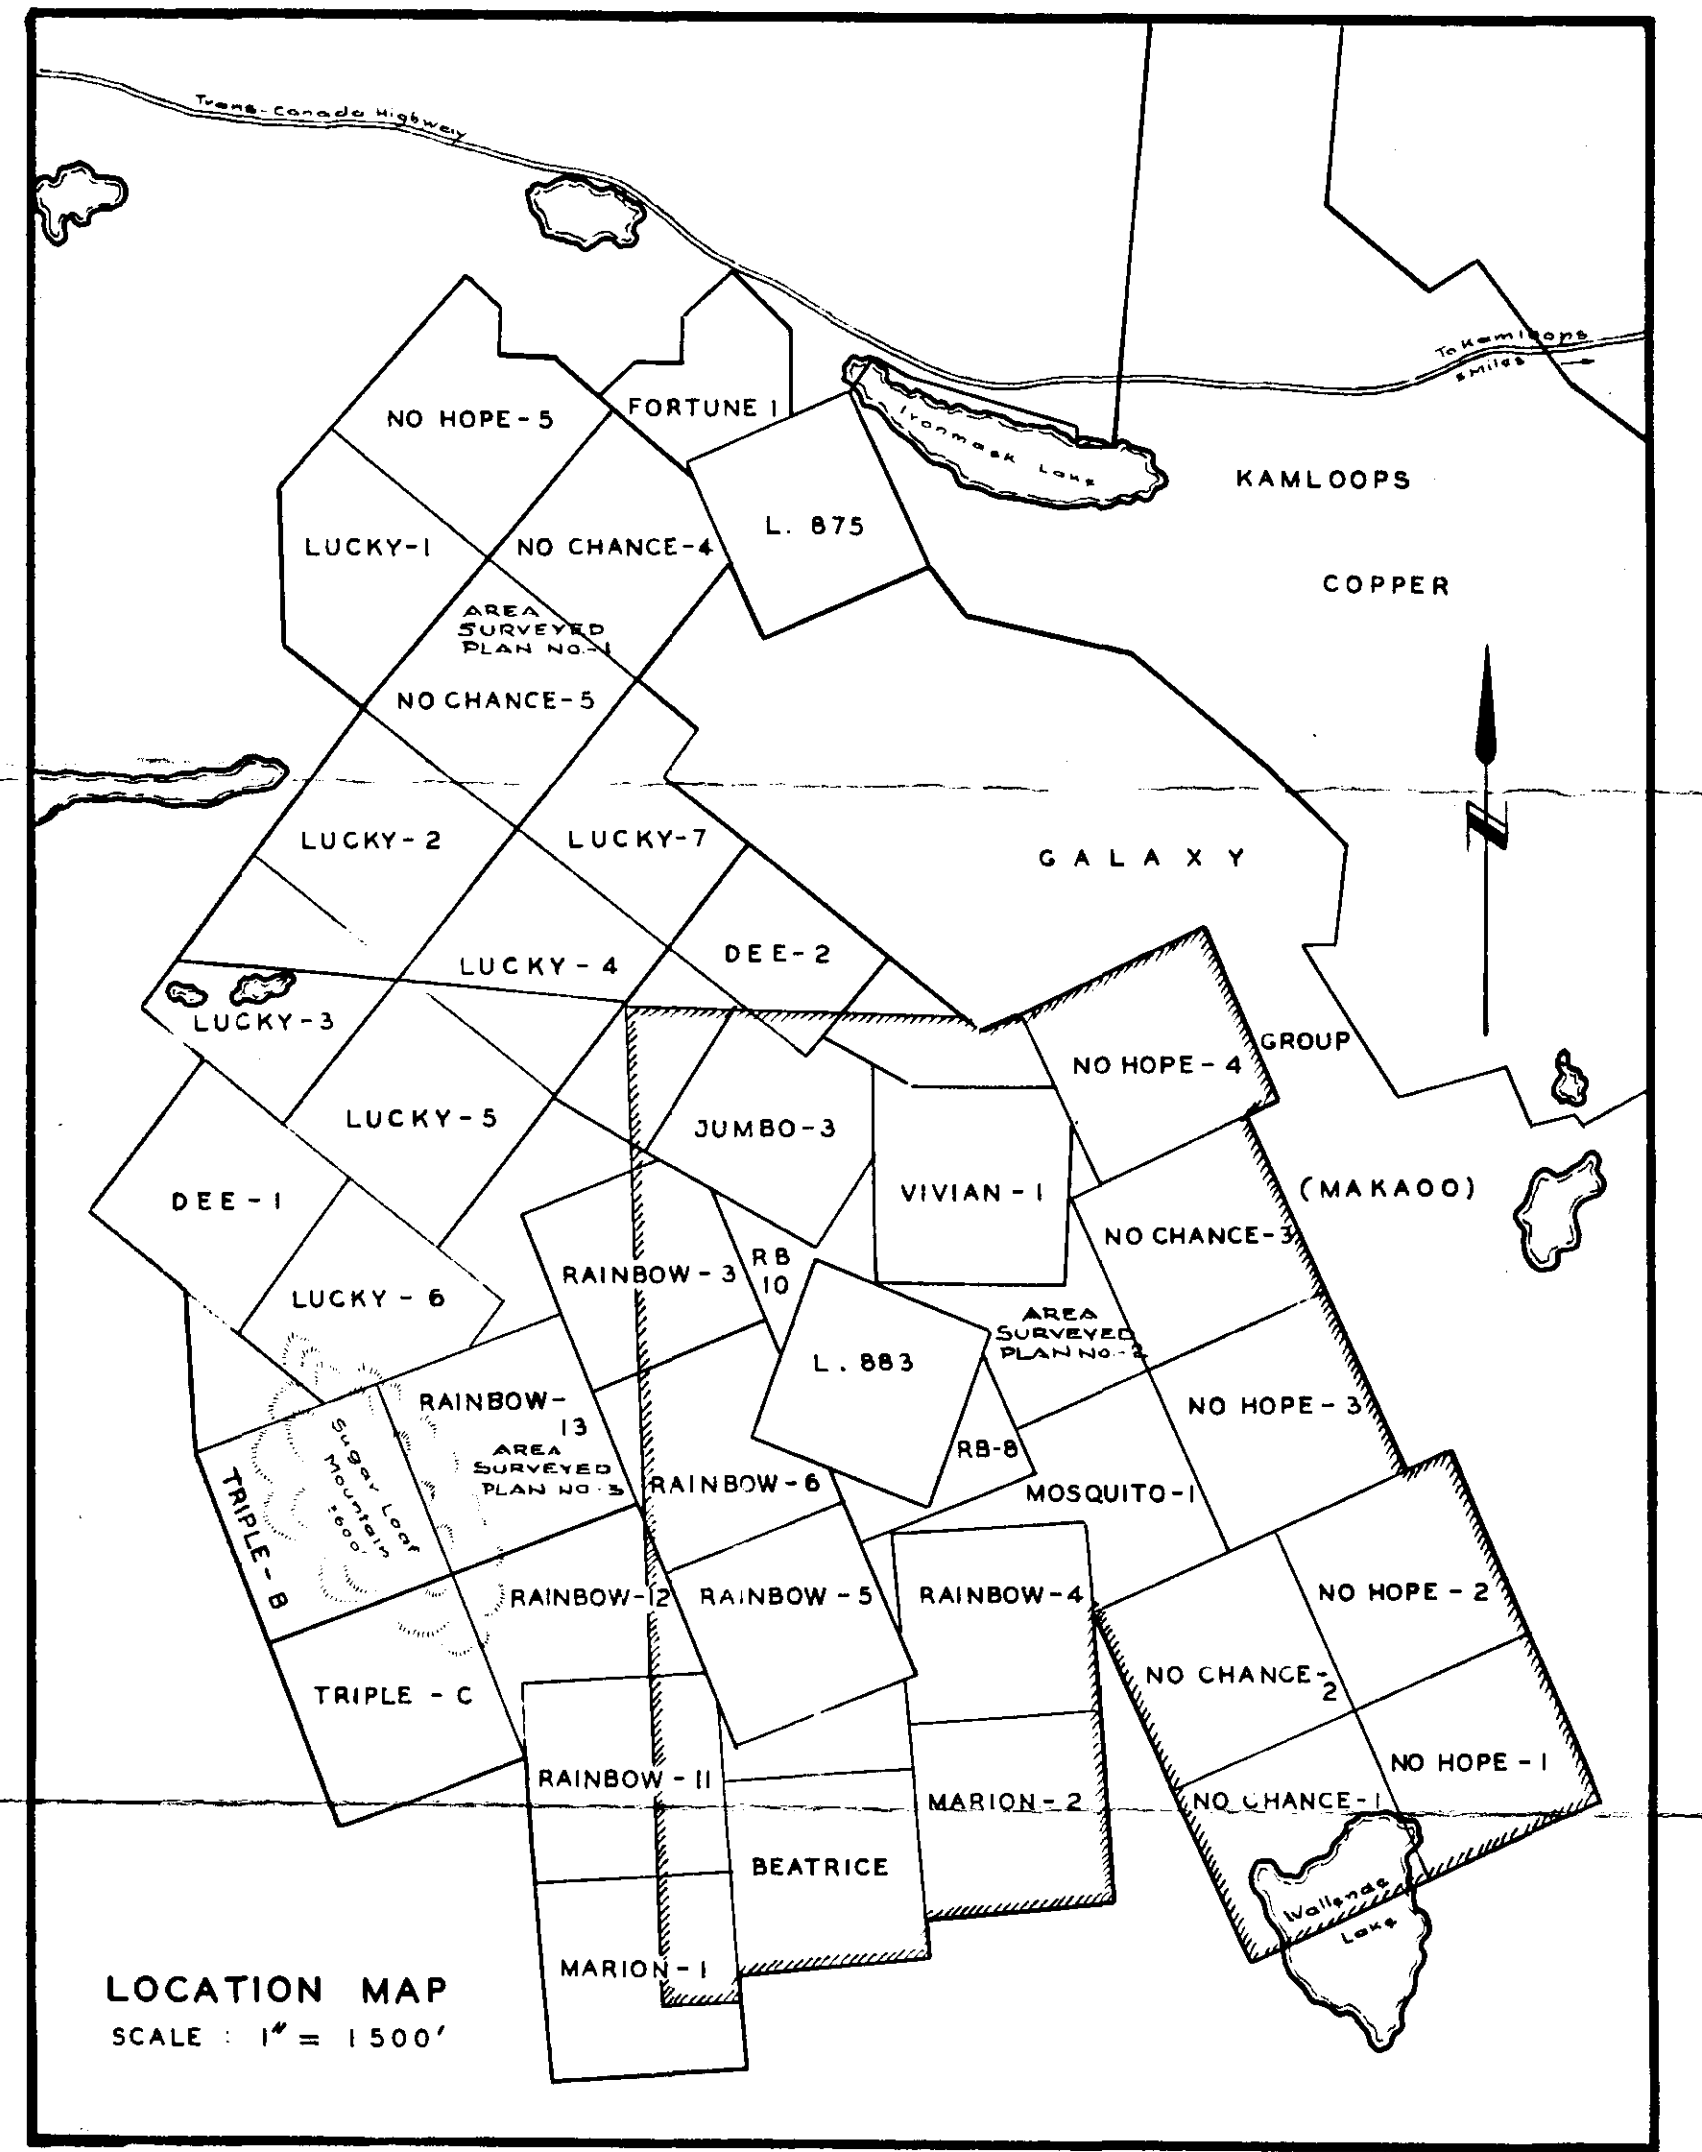 Trans-Canada Highway
To Kamloops
Miles
NO HOPE-5
FORTUNE 1
Ironmask Lake
KAMLOOPS
L. 875
LUCKY-1
NO CHANCE-4
COPPER
AREA
SURVEYED
PLAN NO.-1
NO CHANCE-5
N
LUCKY-2
LUCKY-7
GALAXY
DEE-2
LUCKY-4
LUCKY-3
GROUP
NO HOPE-4
LUCKY-5
JUMBO-3
DEE-1
VIVIAN-1
(MAKAOO)
NO CHANCE-3
RB
10
RAINBOW-3
LUCKY-6
AREA
SURVEYED
PLAN NO.-2
L. 883
RAINBOW-
13
NO HOPE-3
Sugar Loaf
Mountain
AREA
SURVEYED
PLAN NO.3
RB-8
RAINBOW-6
MOSQUITO-1
TRIPLE-B
RAINBOW-12
RAINBOW-5
RAINBOW-4
NO HOPE-2
NO CHANCE-
2
TRIPLE-C
NO HOPE-1
RAINBOW-11
MARION-2
NO CHANCE-1
BEATRICE
Wallende
Lake
MARION-1
LOCATION MAP
SCALE : 1" = 1500'